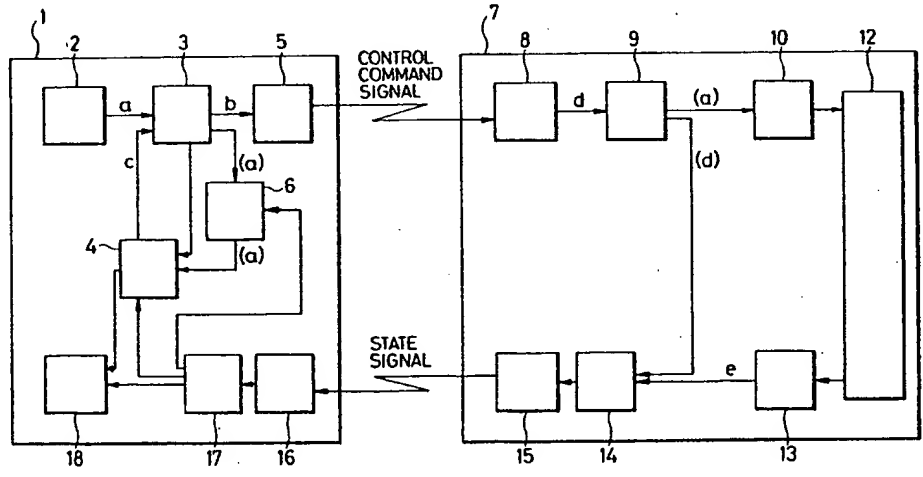 1
2
3
5
CONTROL
COMMAND
SIGNAL
7
8
9
10
12
a
b
d
(a)
c
(a)
(d)
6
4
(a)
STATE
SIGNAL
e
18
17
16
15
14
13